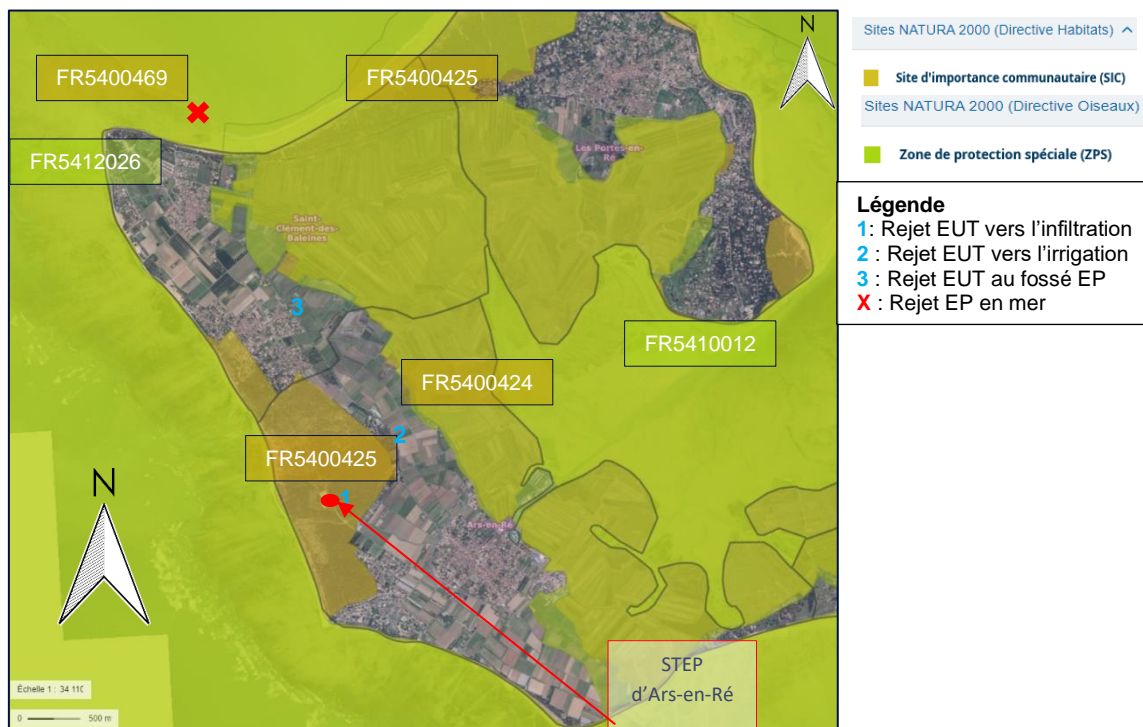 FR5400469
FR5400425
N
FR5412026
Les Portes-en-
Ré
Saint-
Clément-des-
Baleines
3
FR5410012
FR5400424
2
FR5400425
N
1
Ars-en-Ré
STEP
d'Ars-en-Ré
Échelle 1 : 34 110
0
500 m
Sites NATURA 2000 (Directive Habitats)
Site d'importance communautaire (SIC)
Sites NATURA 2000 (Directive Oiseaux)
Zone de protection spéciale (ZPS)
Légende
1: Rejet EUT vers l'infiltration
2 : Rejet EUT vers l'irrigation
3 : Rejet EUT au fossé EP
X : Rejet EP en mer